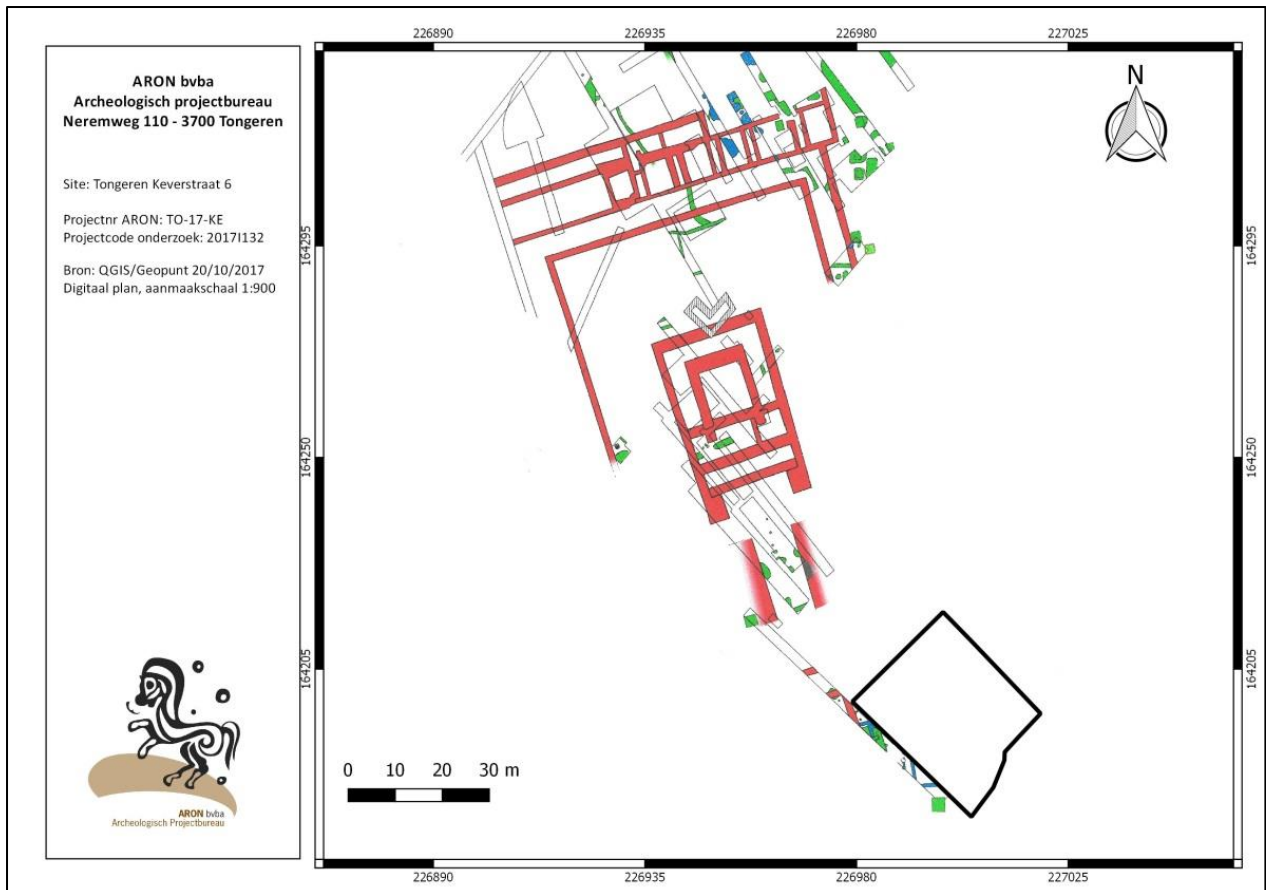 ARON bvba
Archeologisch projectbureau
Neremweg 110 - 3700 Tongeren
Site: Tongeren Keverstraat 6
Projectnr ARON: TO-17-KE
Projectcode onderzoek: 2017I132
Bron: QGIS/Geopunt 20/10/2017
Digitaal plan, aanmaakschaal 1:900
ARON bvba
Archeologisch Projectbureau
226890 226935 226980 227025
N
164295 164295
164250 164250
164205 164205
0 10 20 30 m
226890 226935 226980 227025